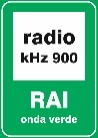 radio
kHz 900
RAI
onda verde